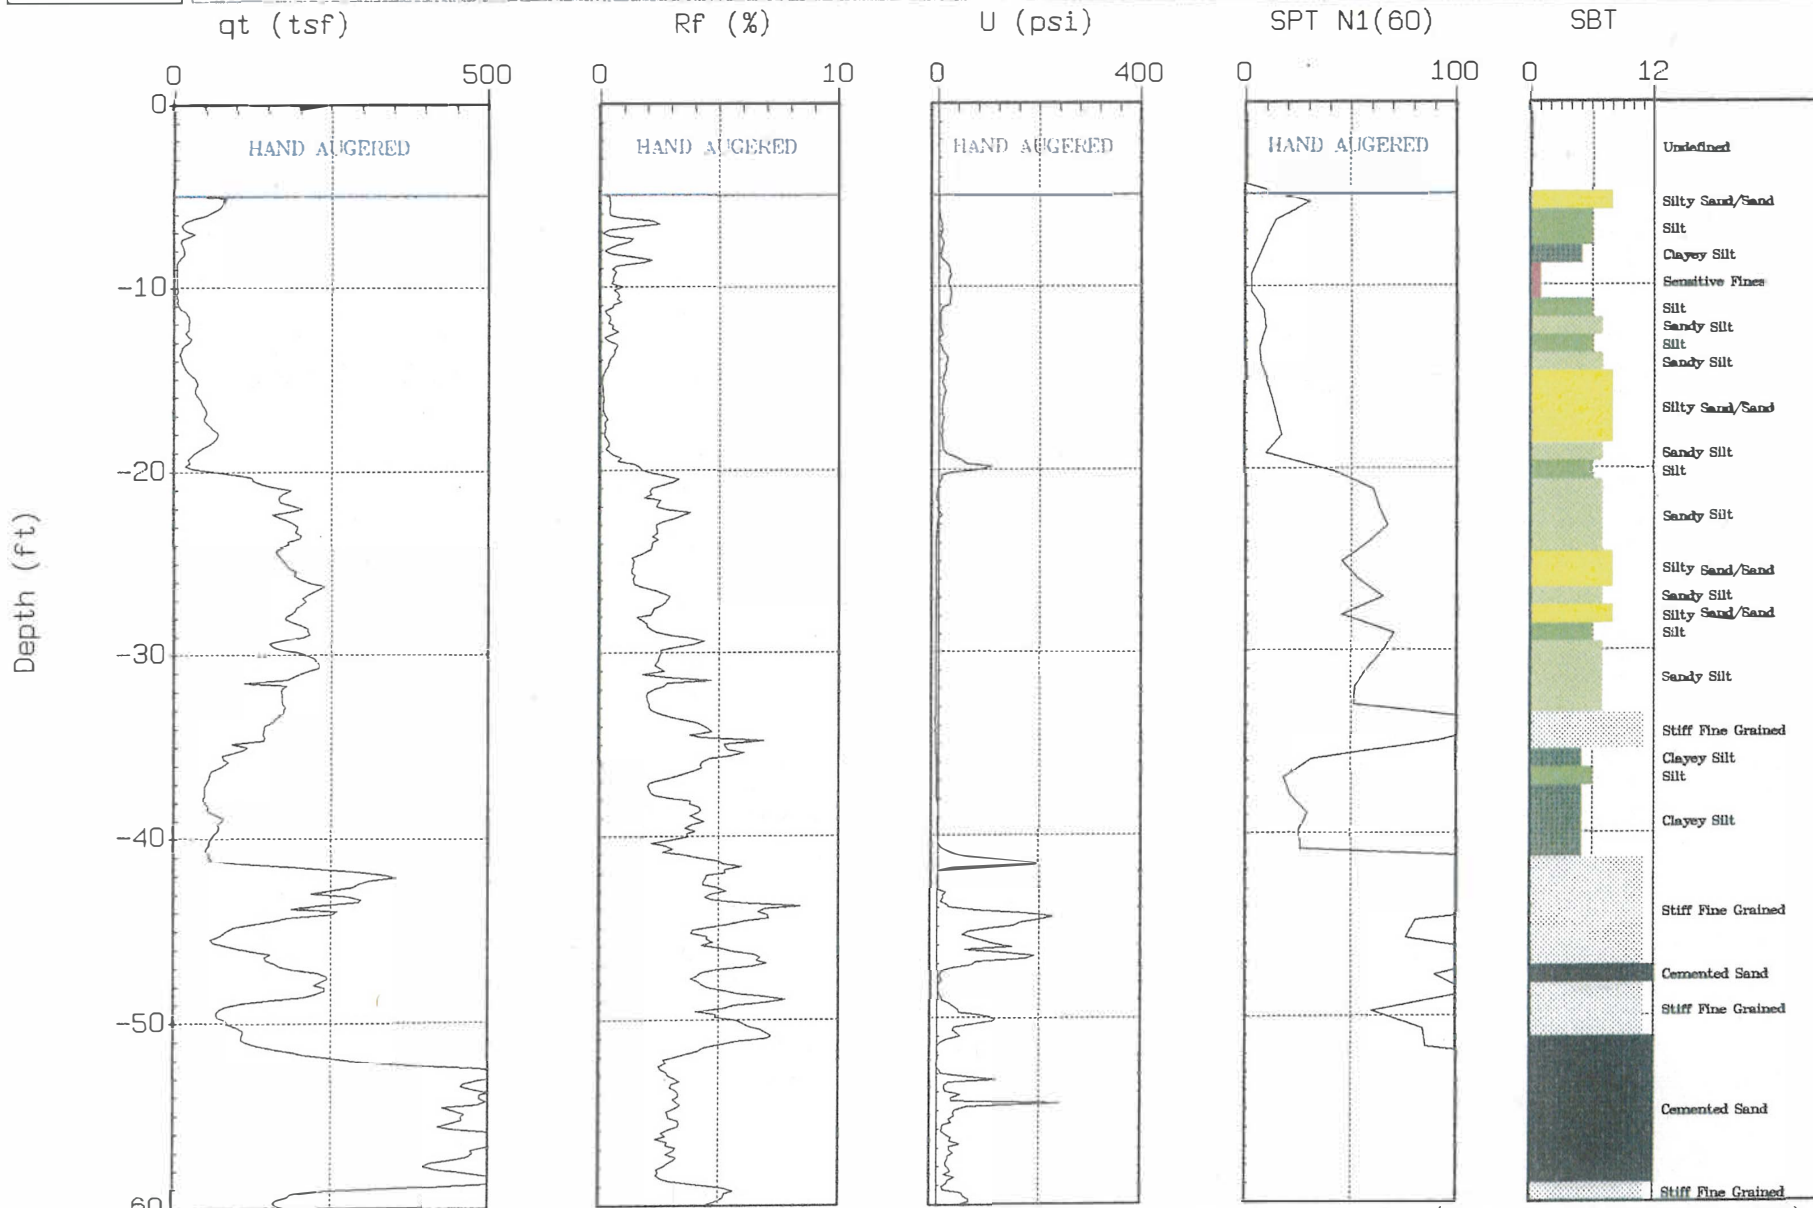 qt (tsf) Rf (%) U (psi) SPT N1(60) SBT
0 500 0 10 0 400 0 100 0 12
0
HAND AUGERED HAND AUGERED HAND AUGERED HAND AUGERED
Undefined
Silty Sand/Sand
Silt
Clayey Silt
-10
Sensitive Fines
Silt
Sandy Silt
Silt
Sandy Silt
Silty Sand/Sand
Sandy Silt
-20
Silt
Sandy Silt
Depth (ft)
Silty Sand/Sand
Sandy Silt
Silty Sand/Sand
Silt
-30
Sandy Silt
Stiff Fine Grained
Clayey Silt
Silt
Clayey Silt
-40
Stiff Fine Grained
Cemented Sand
Stiff Fine Grained
-50
Cemented Sand
Stiff Fine Grained
60